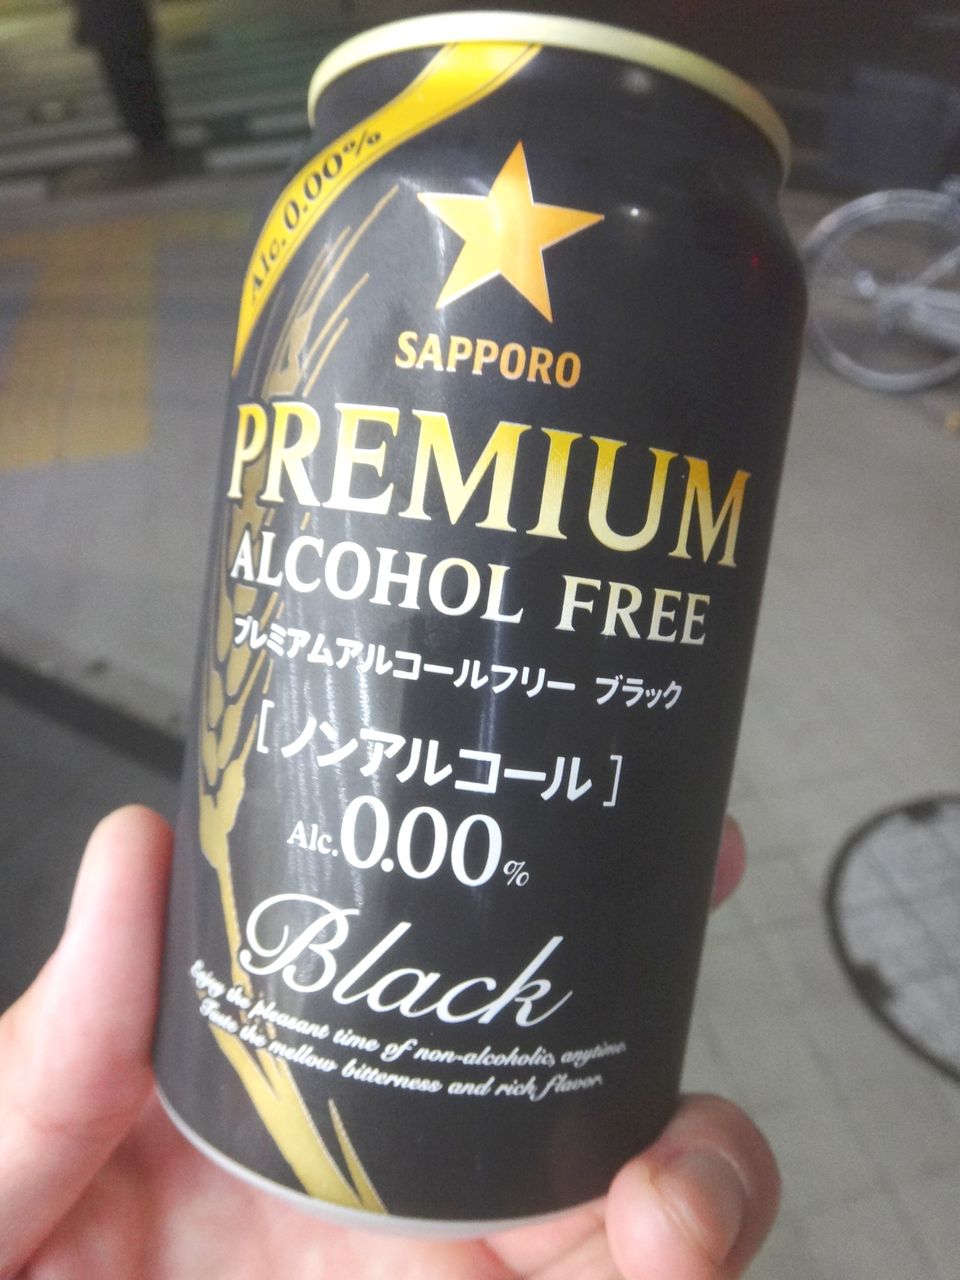 Alc. 0.00%
SAPPORO
PREMIUM
ALCOHOL FREE
プレミアムアルコールフリー ブラック
[ノンアルコール]
Alc. 0.00%
Black
Enjoy the pleasant time of non-alcoholic, anytime.
Taste the mellow bitterness and rich flavor.